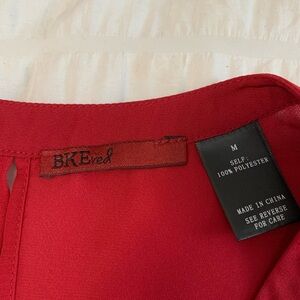 BKEred
M
SELF:
100% POLYESTER
MADE IN CHINA
SEE REVERSE
FOR CARE